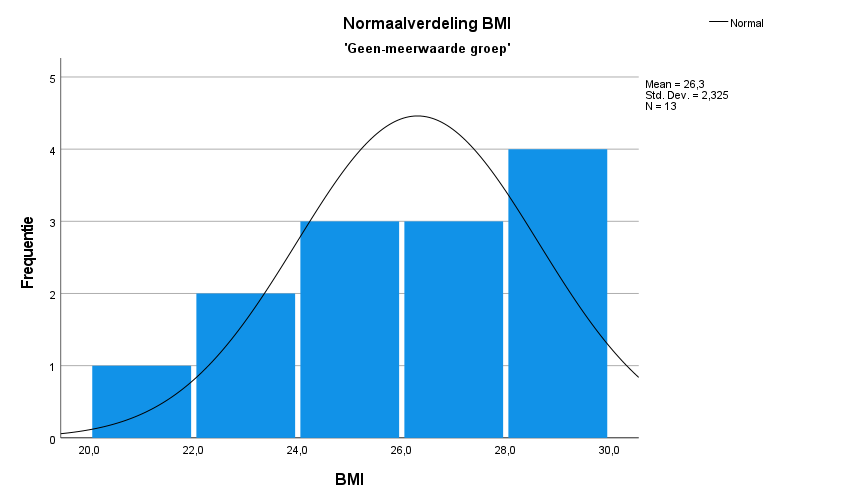 Normaalverdeling BMI
'Geen-meerwaarde groep'
Normal
Mean = 26,3
Std. Dev. = 2,325
N = 13
Frequentie
5
4
3
2
1
0
20,0 22,0 24,0 26,0 28,0 30,0
BMI